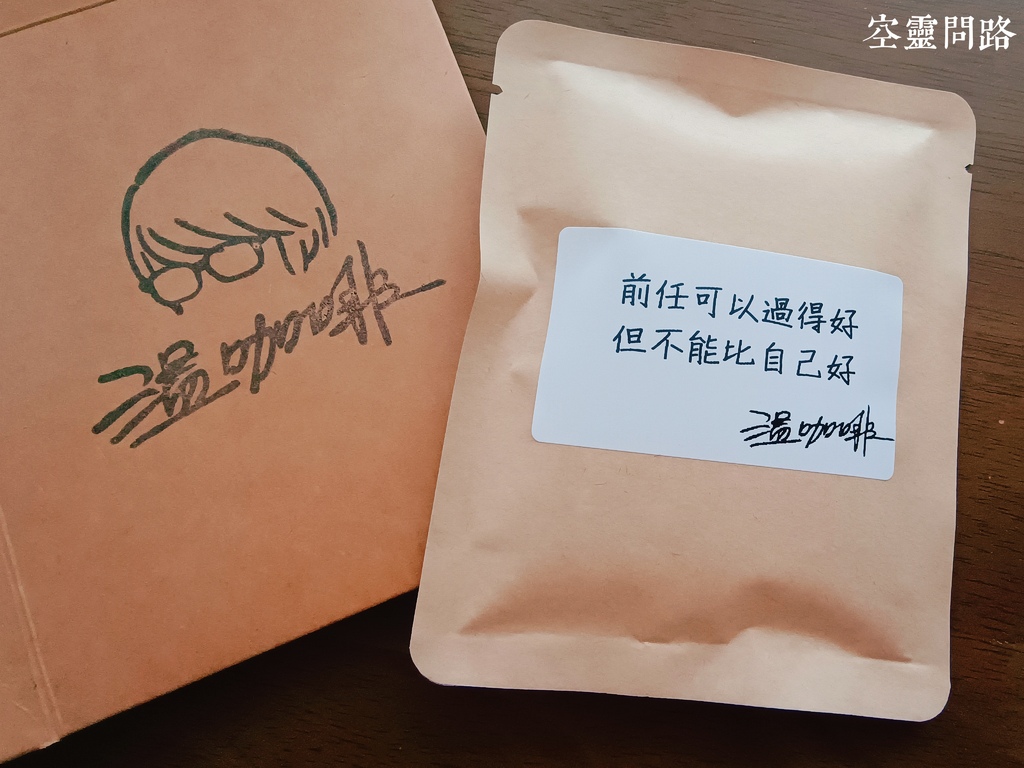 空靈問路
溫咖啡
前任可以過得好
但不能比自己好
溫咖啡